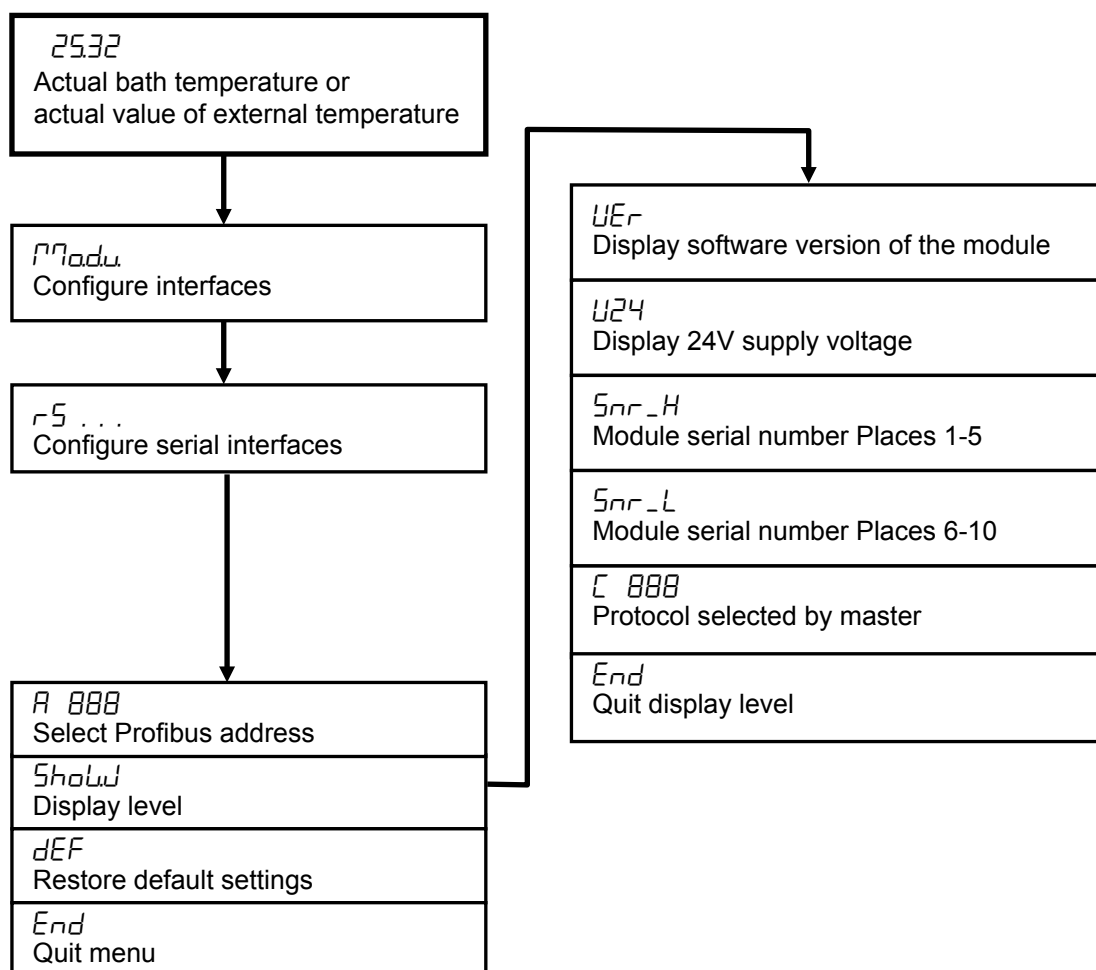 25.32
Actual bath temperature or
actual value of external temperature
Mo.d.u.
Configure interfaces
rS . . .
Configure serial interfaces
A 888
Select Profibus address
ShoW
Display level
dEF
Restore default settings
End
Quit menu
UEr
Display software version of the module
U24
Display 24V supply voltage
Snr_H
Module serial number Places 1-5
Snr_L
Module serial number Places 6-10
C 888
Protocol selected by master
End
Quit display level